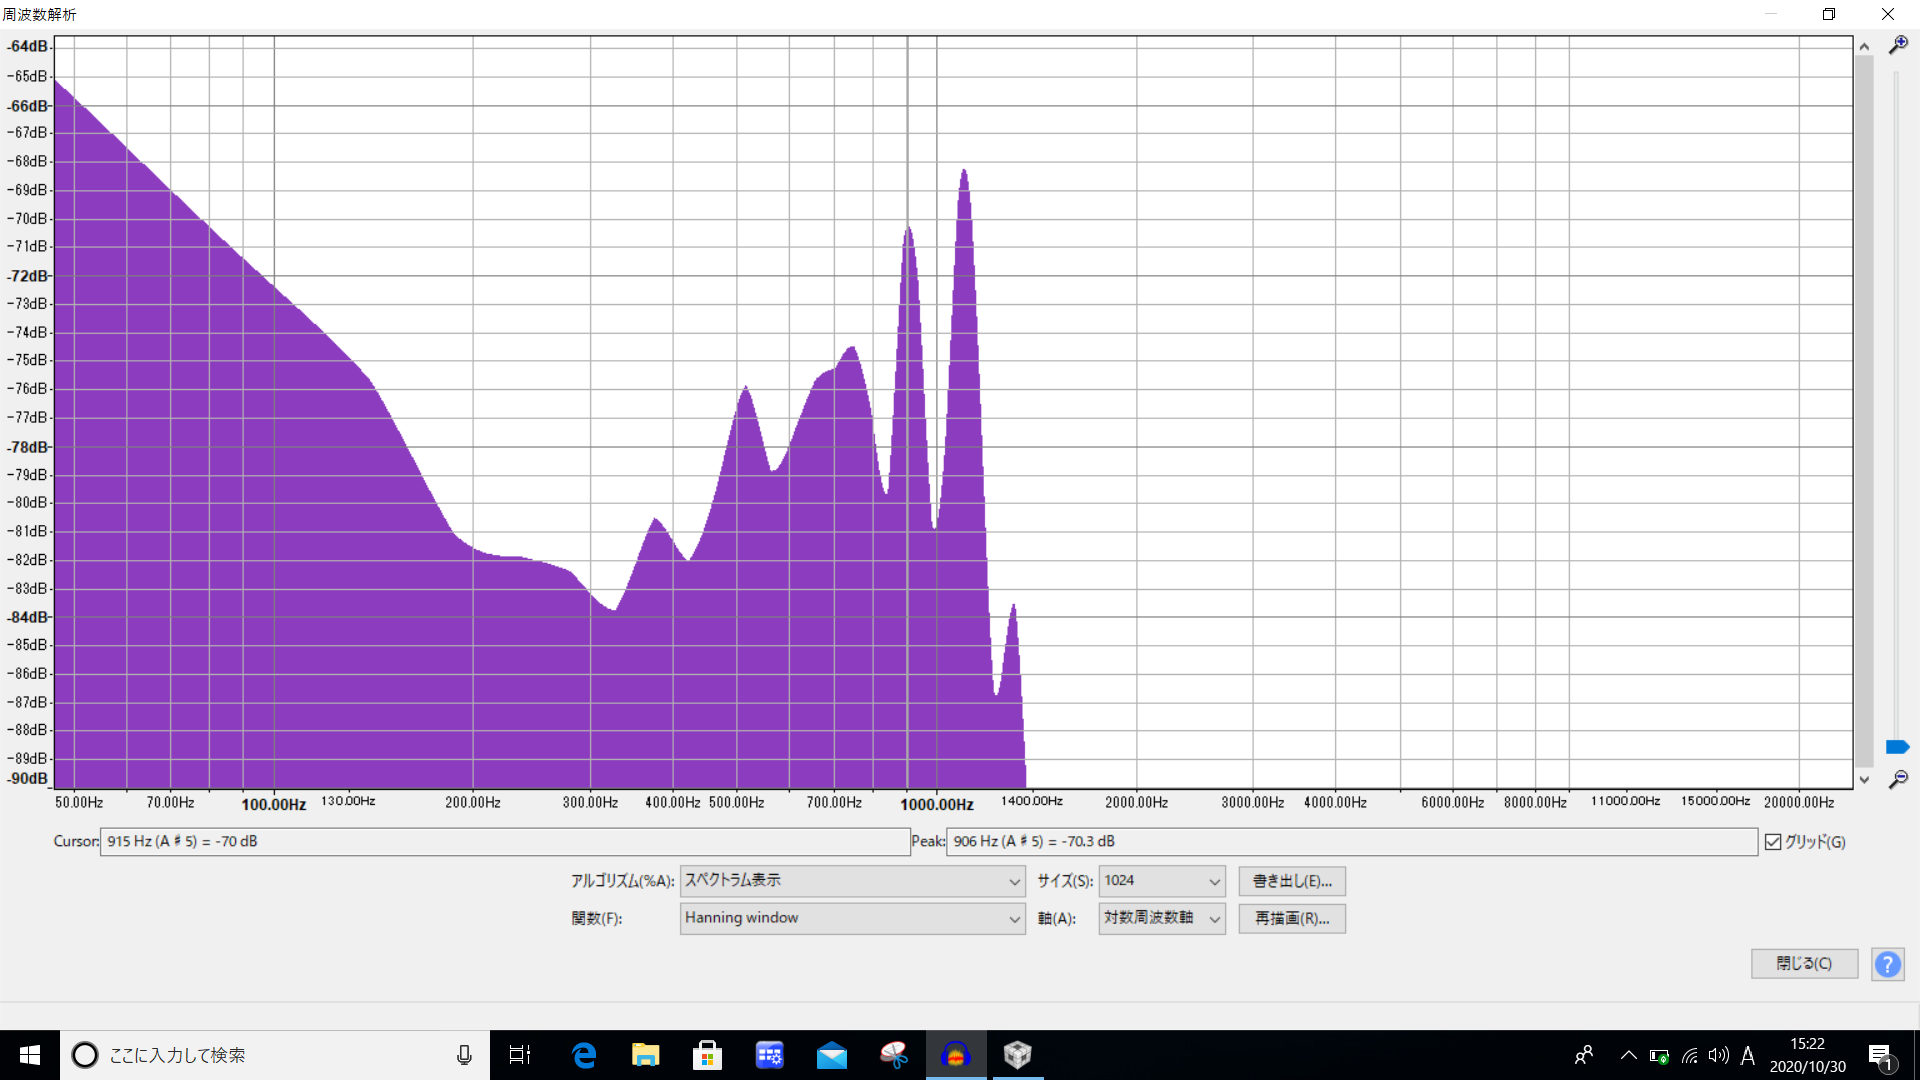 周波数解析
-64dB
-65dB
-66dB
-67dB
-68dB
-69dB
-70dB
-71dB
-72dB
-73dB
-74dB
-75dB
-76dB
-77dB
-78dB
-79dB
-80dB
-81dB
-82dB
-83dB
-84dB
-85dB
-86dB
-87dB
-88dB
-89dB
-90dB
50.00Hz 70.00Hz 100.00Hz 130.00Hz 200.00Hz 300.00Hz 400.00Hz 500.00Hz 700.00Hz 1000.00Hz 1400.00Hz 2000.00Hz 3000.00Hz 4000.00Hz 6000.00Hz 8000.00Hz 11000.00Hz 15000.00Hz 20000.00Hz
Cursor: 915 Hz (A♯5) = -70 dB Peak: 906 Hz (A♯5) = -70.3 dB グリッド(G)
アルゴリズム(%A): スペクトラム表示 サイズ(S): 1024 書き出し(E)...
関数(F): Hanning window 軸(A): 対数周波数軸 再描画(R)...
閉じる(C) ?
ここに入力して検索
A
15:22
2020/10/30
1